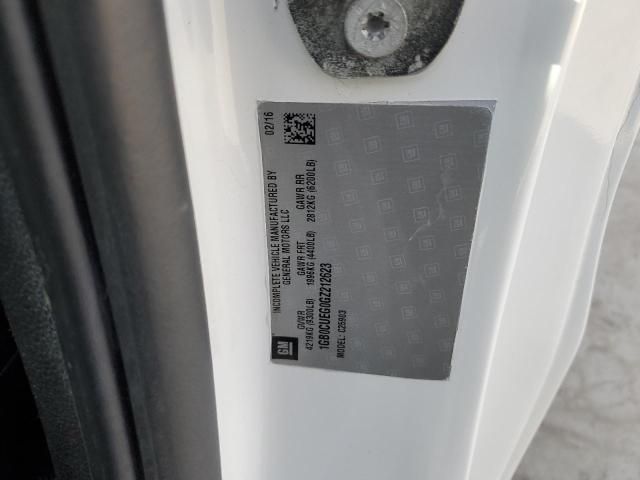 GM
INCOMPLETE VEHICLE MANUFACTURED BY 02/16
GENERAL MOTORS LLC
GVWR GAWR FRT GAWR RR
4219KG (9300LB) 1996KG (4400LB) 2812KG (6200LB)
1GB0CUEG0GZ212623
MODEL: C25903